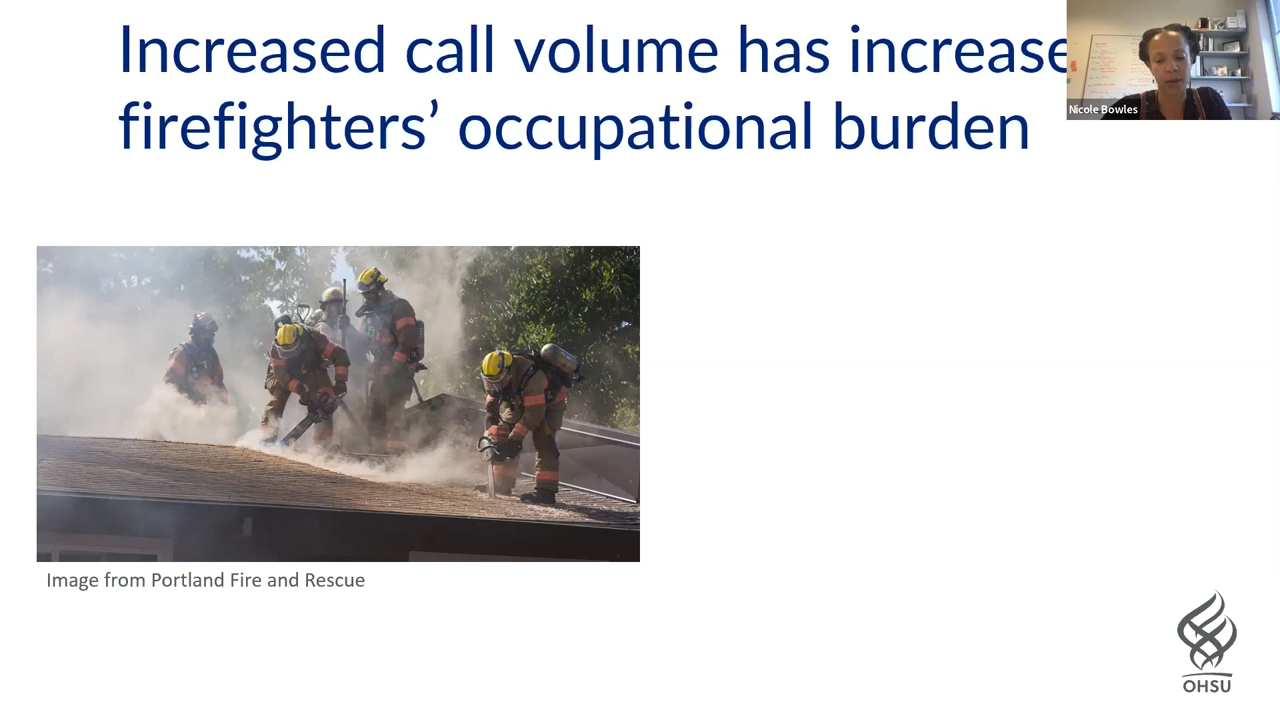 Increased call volume has increase
firefighters’ occupational burden
Nicole Bowles
Image from Portland Fire and Rescue
OHSU